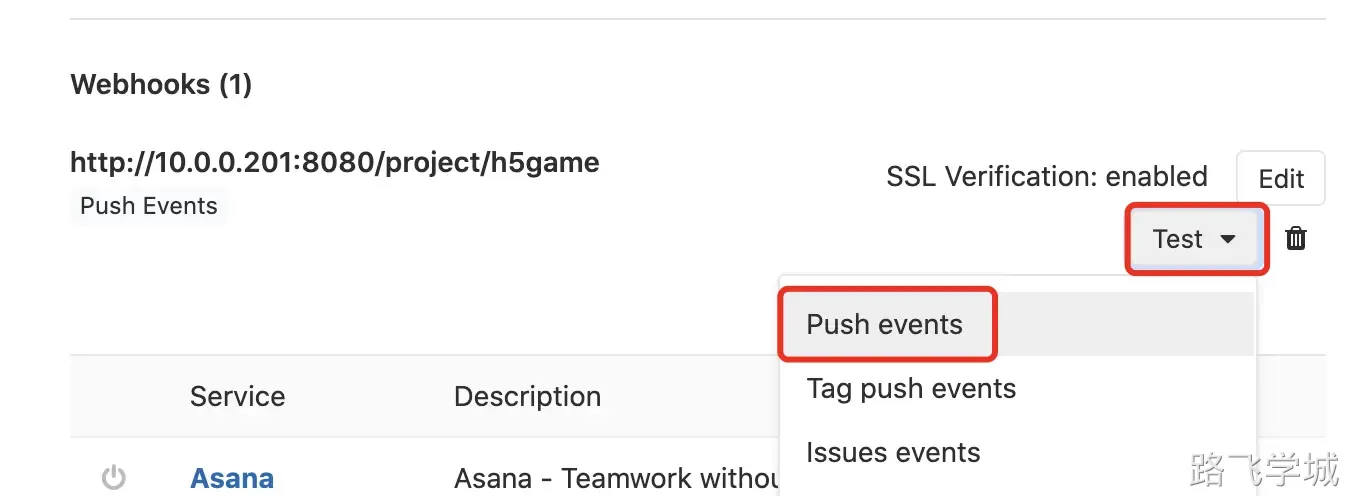 Webhooks (1)
http://10.0.0.201:8080/project/h5game
SSL Verification: enabled
Edit
Push Events
Test
Push events
Tag push events
Issues events
Service
Description
Asana
Asana - Teamwork withou
路飞学城